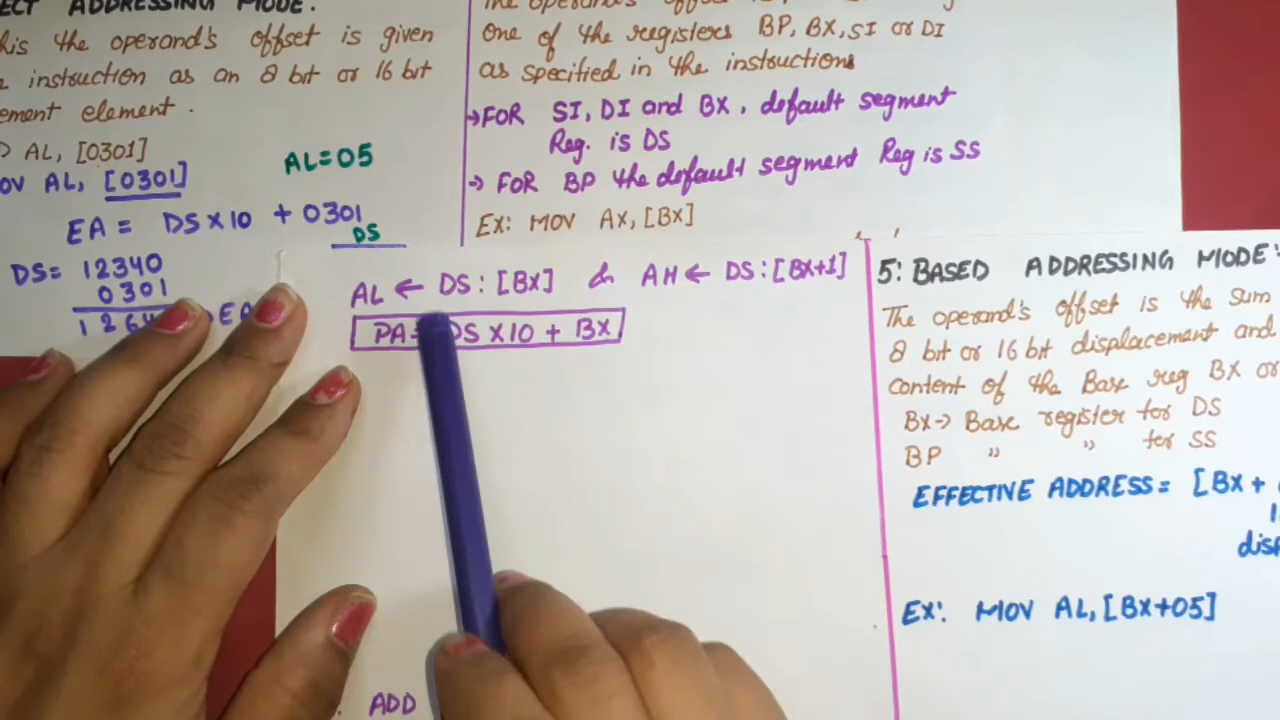 ECT ADDRESSING MODE:
his the operand's offset is given
instruction as an 8 bit or 16 bit
ement element.
AL, [0301]
OV AL, [0301]
AL=05
EA = DS×10 + 0301
DS
DS= 12340
0301
EA
One of the registers BP, BX, SI or DI
as specified in the instructions
→FOR SI, DI and BX, default segment
Reg. is DS
→ FOR BP the default segment Reg is SS
Ex: MOV AX, [BX]
AL ← DS:[BX] & AH ← DS:[BX+1]
PA= DS ×10 + BX
ADD
5: BASED ADDRESSING MODE:
The operand's offset is the sum
8 bit or 16 bit displacement and
content of the Base reg BX or
BX→ Base register for DS
BP " " for SS
EFFECTIVE ADDRESS= [BX +
disp
Ex: MOV AL, [BX+05]